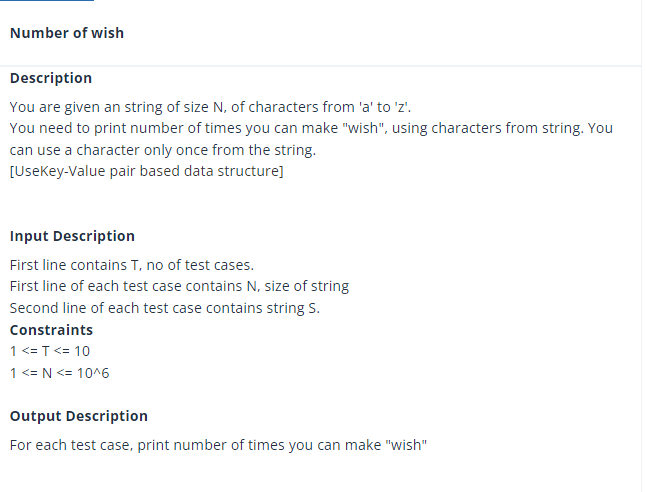 Number of wish
Description
You are given an string of size N, of characters from 'a' to 'z'.
You need to print number of times you can make "wish", using characters from string. You
can use a character only once from the string.
[UseKey-Value pair based data structure]
Input Description
First line contains T, no of test cases.
First line of each test case contains N, size of string
Second line of each test case contains string S.
Constraints
1 <= T <= 10
1 <= N <= 10^6
Output Description
For each test case, print number of times you can make "wish"